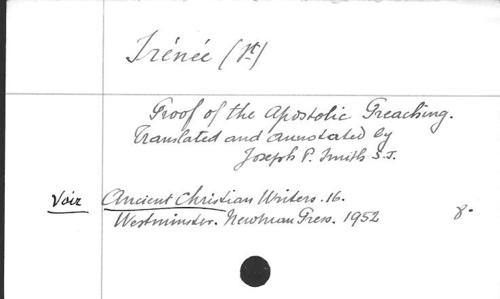 Irénée (St)
Proof of the Apostolic Preaching.
Translated and annotated by
Joseph P. Smith S.J.
Voir Ancient Christian Writers. 16.
Westminster. Newman Press. 1952 8°